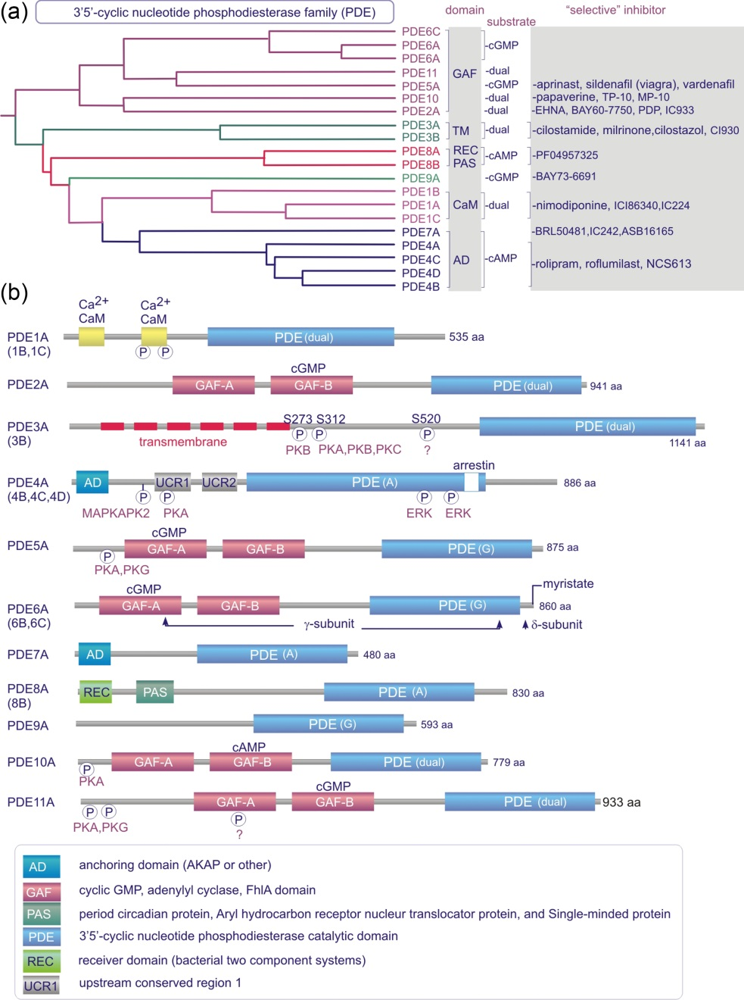 (a)
3’5’-cyclic nucleotide phosphodiesterase family (PDE)
domain
substrate
“selective” inhibitor
PDE6C
PDE6A
PDE6A
-cGMP
PDE11 -dual
GAF
PDE5A -cGMP -aprinast, sildenafil (viagra), vardenafil
PDE10 -dual -papaverine, TP-10, MP-10
PDE2A -dual -EHNA, BAY60-7750, PDP, IC933
PDE3A
PDE3B
TM -dual -cilostamide, milrinone,cilostazol, CI930
PDE8A REC
PDE8B PAS
-cAMP -PF04957325
PDE9A -cGMP -BAY73-6691
PDE1B
PDE1A CaM -dual -nimodiponine, ICI86340,IC224
PDE1C
PDE7A -BRL50481,IC242,ASB16165
PDE4A
PDE4C AD -cAMP
-rolipram, roflumilast, NCS613
PDE4D
PDE4B
(b)
Ca2+ Ca2+
CaM CaM
PDE1A PDE (dual) 535 aa
(1B,1C) P P
cGMP
PDE2A GAF-A GAF-B PDE (dual) 941 aa
S273 S312 S520
PDE3A PDE (dual)
(3B) transmembrane P P P 1141 aa
PKB PKA,PKB,PKC ?
arrestin
PDE4A AD UCR1 UCR2 PDE (A) 886 aa
(4B,4C,4D) P P P P
MAPKAPK2 PKA ERK ERK
cGMP
PDE5A GAF-A GAF-B PDE (G) 875 aa
P
PKA,PKG
cGMP myristate
PDE6A GAF-A GAF-B PDE (G) 860 aa
(6B,6C) γ-subunit δ-subunit
PDE7A AD PDE (A) 480 aa
PDE8A REC PAS PDE (A) 830 aa
(8B)
PDE9A PDE (G) 593 aa
cAMP
PDE10A GAF-A GAF-B PDE (dual) 779 aa
P
PKA
cGMP
PDE11A GAF-A GAF-B PDE (dual) 933 aa
P P P
PKA,PKG ?
AD anchoring domain (AKAP or other)
GAF cyclic GMP, adenylyl cyclase, FhlA domain
PAS period circadian protein, Aryl hydrocarbon receptor nucleur translocator protein, and Single-minded protein
PDE 3’5’-cyclic nucleotide phosphodiesterase catalytic domain
REC receiver domain (bacterial two component systems)
UCR1 upstream conserved region 1